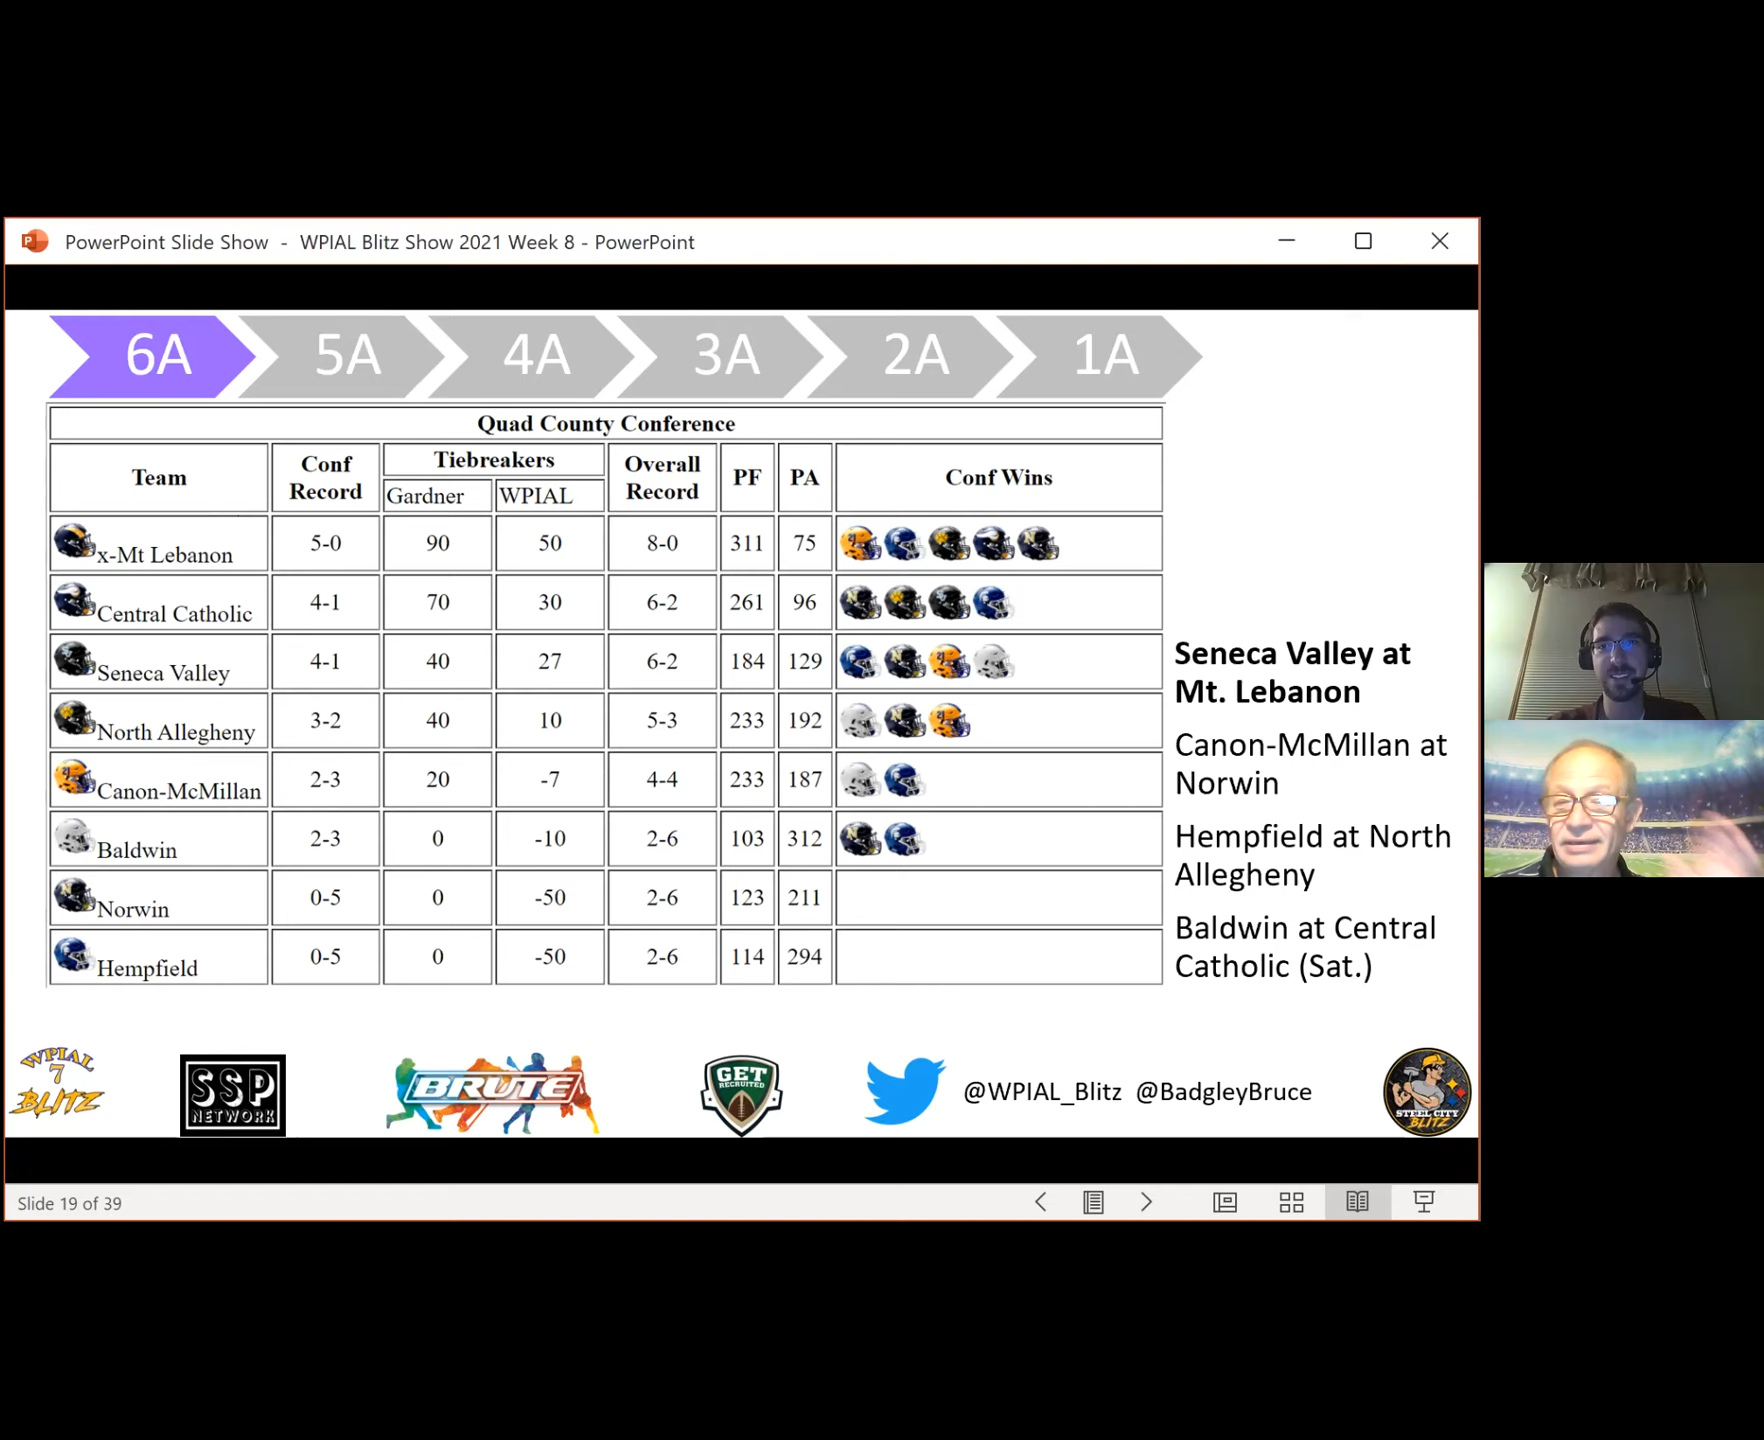 PowerPoint Slide Show - WPIAL Blitz Show 2021 Week 8 - PowerPoint
6A 5A 4A 3A 2A 1A
Quad County Conference
Team Conf Record Tiebreakers Overall Record PF PA Conf Wins
Gardner WPIAL
x-Mt Lebanon 5-0 90 50 8-0 311 75
Central Catholic 4-1 70 30 6-2 261 96
Seneca Valley 4-1 40 27 6-2 184 129
North Allegheny 3-2 40 10 5-3 233 192
Canon-McMillan 2-3 20 -7 4-4 233 187
Baldwin 2-3 0 -10 2-6 103 312
Norwin 0-5 0 -50 2-6 123 211
Hempfield 0-5 0 -50 2-6 114 294
Seneca Valley at
Mt. Lebanon
Canon-McMillan at
Norwin
Hempfield at North
Allegheny
Baldwin at Central
Catholic (Sat.)
WPIAL
7
BLITZ
SSP
NETWORK
BRUTE
GET
RECRUITED
@WPIAL_Blitz @BadgleyBruce
STEEL CITY
BLITZ
Slide 19 of 39